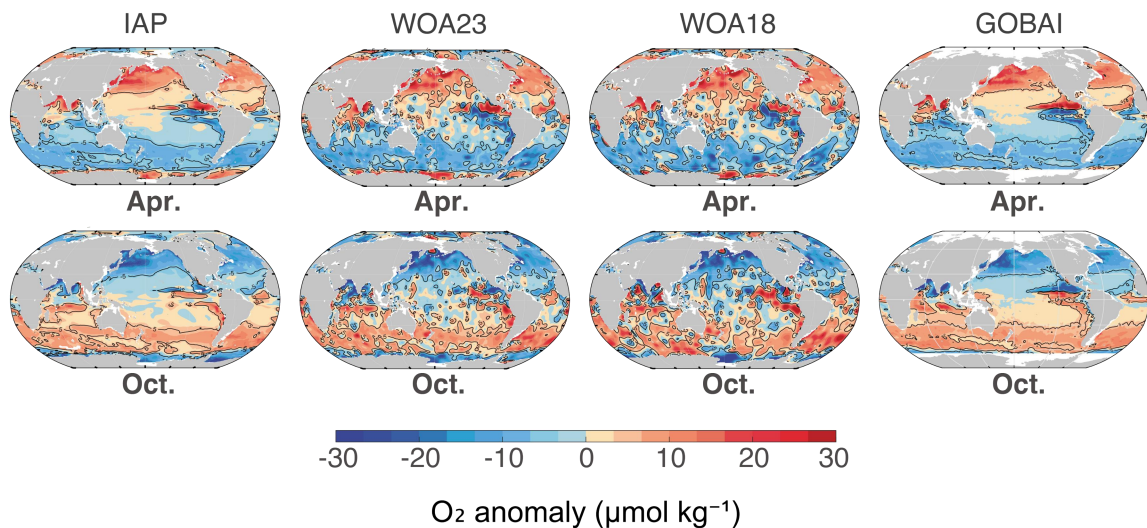 IAP WOA23 WOA18 GOBAI
Apr. Apr. Apr. Apr.
Oct. Oct. Oct. Oct.
-30 -20 -10 0 10 20 30
O₂ anomaly (μmol kg⁻¹)